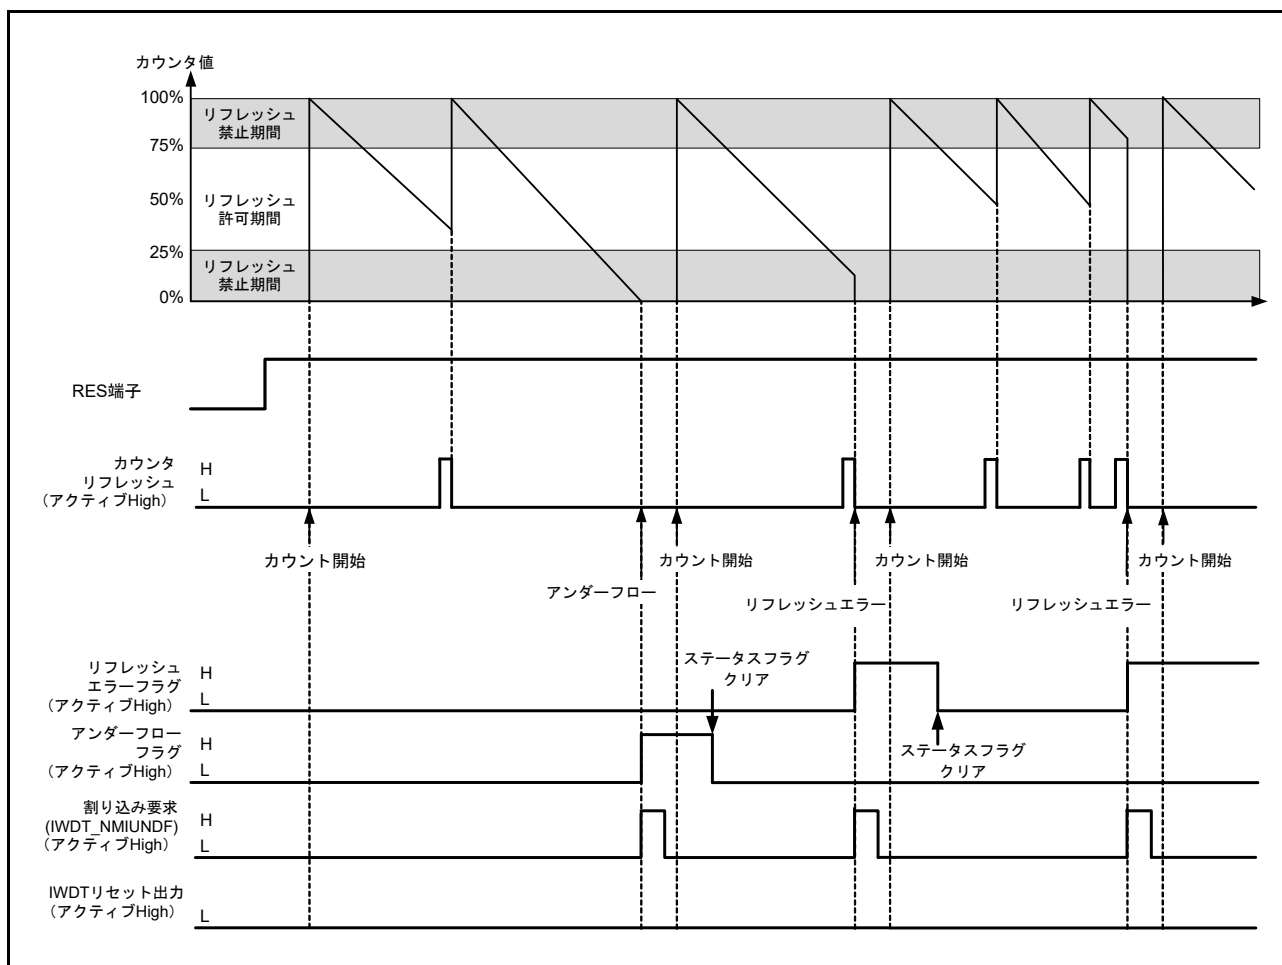 カウンタ値
100%
リフレッシュ
禁止期間
75%
50%
リフレッシュ
許可期間
25%
リフレッシュ
禁止期間
0%
RES端子
カウンタ
リフレッシュ
（アクティブHigh）
H
L
カウント開始
カウント開始
カウント開始
カウント開始
アンダーフロー
リフレッシュエラー
リフレッシュエラー
リフレッシュ
エラーフラグ
（アクティブHigh）
H
L
ステータスフラグ
クリア
アンダーフロー
フラグ
（アクティブHigh）
H
L
ステータスフラグ
クリア
割り込み要求
(IWDT_NMIUNDF)
（アクティブHigh）
H
L
IWDTリセット出力
（アクティブHigh）
L